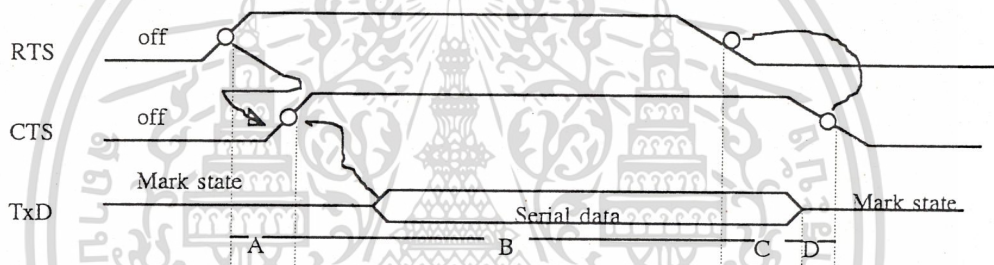 RTS off
CTS off
TxD Mark state Serial data Mark state
A B C D